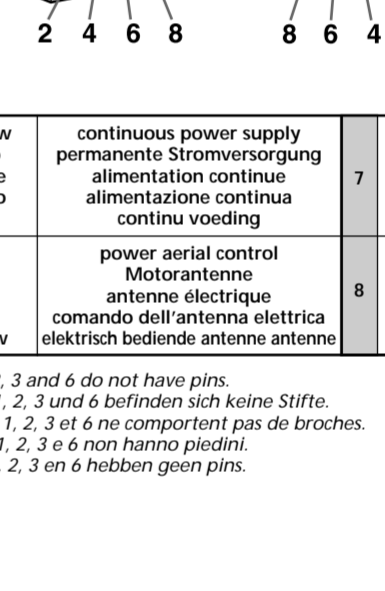 2 4 6 8 8 6 4
w
continuous power supply
permanente Stromversorgung
e alimentation continue
o alimentazione continua
continu voeding
7
power aerial control
Motorantenne
antenne électrique
comando dell'antenna elettrica
v elektrisch bediende antenne antenne
8
, 3 and 6 do not have pins.
, 2, 3 und 6 befinden sich keine Stifte.
1, 2, 3 et 6 ne comportent pas de broches.
1, 2, 3 e 6 non hanno piedini.
, 2, 3 en 6 hebben geen pins.